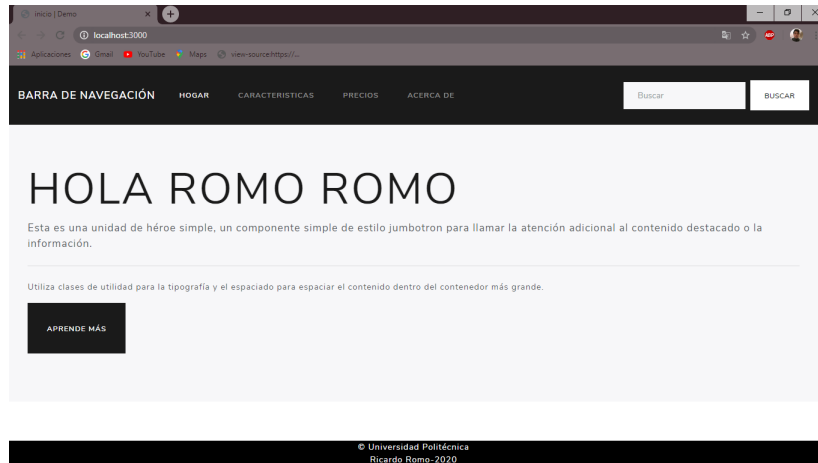 inicio | Demo
localhost:3000
Aplicaciones Gmail YouTube Maps view-source:https://...
BARRA DE NAVEGACIÓN HOGAR CARACTERISTICAS PRECIOS ACERCA DE Buscar BUSCAR
HOLA ROMO ROMO
Esta es una unidad de héroe simple, un componente simple de estilo jumbotron para llamar la atención adicional al contenido destacado o la
información.
Utiliza clases de utilidad para la tipografía y el espaciado para espaciar el contenido dentro del contenedor más grande.
APRENDE MÁS
© Universidad Politécnica
Ricardo Romo-2020